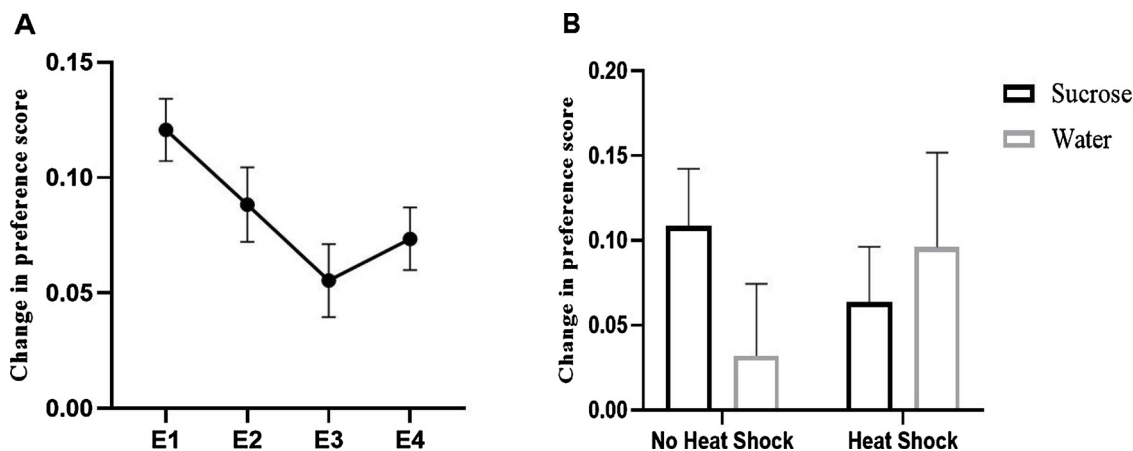 A
Change in preference score
0.15
0.10
0.05
0.00
E1 E2 E3 E4
B
Change in preference score
0.20
0.15
0.10
0.05
0.00
No Heat Shock Heat Shock
Sucrose
Water